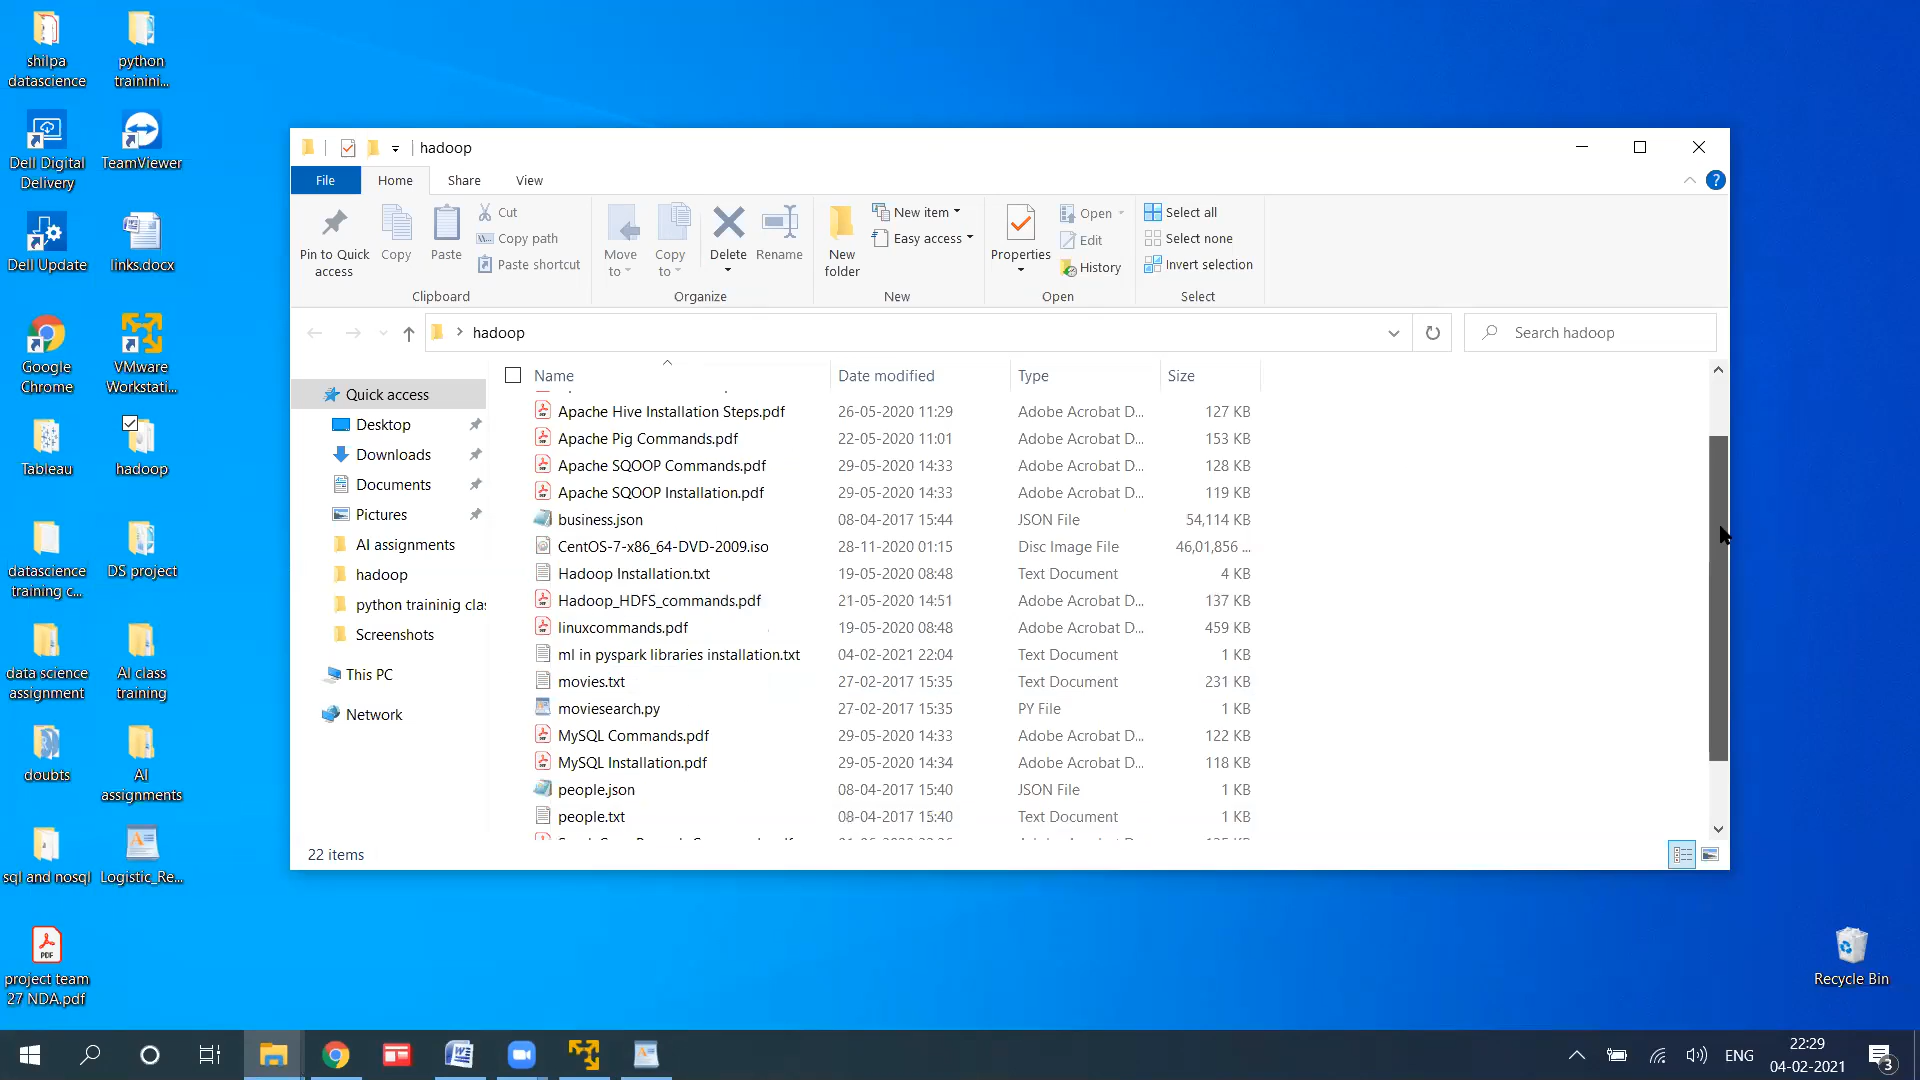 shilpa
datascience
python
trainini...
Dell Digital
Delivery
TeamViewer
Dell Update
links.docx
Google
Chrome
VMware
Workstati...
Tableau
hadoop
datascience
training c...
DS project
data science
assignment
AI class
training
doubts
AI
assignments
sql and nosql
Logistic_Re...
PDF
project team
27 NDA.pdf
Recycle Bin
hadoop
File
Home
Share
View
Pin to Quick
access
Copy
Paste
Cut
Copy path
Paste shortcut
Clipboard
Move
to
Copy
to
Delete
Rename
Organize
New
folder
New item
Easy access
New
Properties
Open
Edit
History
Open
Select all
Select none
Invert selection
Select
hadoop
Search hadoop
Quick access
Desktop
Downloads
Documents
Pictures
AI assignments
hadoop
python traininig clas
Screenshots
This PC
Network
Name Date modified Type Size
Apache Hive Installation Steps.pdf 26-05-2020 11:29 Adobe Acrobat D... 127 KB
Apache Pig Commands.pdf 22-05-2020 11:01 Adobe Acrobat D... 153 KB
Apache SQOOP Commands.pdf 29-05-2020 14:33 Adobe Acrobat D... 128 KB
Apache SQOOP Installation.pdf 29-05-2020 14:33 Adobe Acrobat D... 119 KB
business.json 08-04-2017 15:44 JSON File 54,114 KB
CentOS-7-x86_64-DVD-2009.iso 28-11-2020 01:15 Disc Image File 46,01,856 ...
Hadoop Installation.txt 19-05-2020 08:48 Text Document 4 KB
Hadoop_HDFS_commands.pdf 21-05-2020 14:51 Adobe Acrobat D... 137 KB
linuxcommands.pdf 19-05-2020 08:48 Adobe Acrobat D... 459 KB
ml in pyspark libraries installation.txt 04-02-2021 22:04 Text Document 1 KB
movies.txt 27-02-2017 15:35 Text Document 231 KB
moviesearch.py 27-02-2017 15:35 PY File 1 KB
MySQL Commands.pdf 29-05-2020 14:33 Adobe Acrobat D... 122 KB
MySQL Installation.pdf 29-05-2020 14:34 Adobe Acrobat D... 118 KB
people.json 08-04-2017 15:40 JSON File 1 KB
people.txt 08-04-2017 15:40 Text Document 1 KB
22 items
ENG
22:29
04-02-2021
3